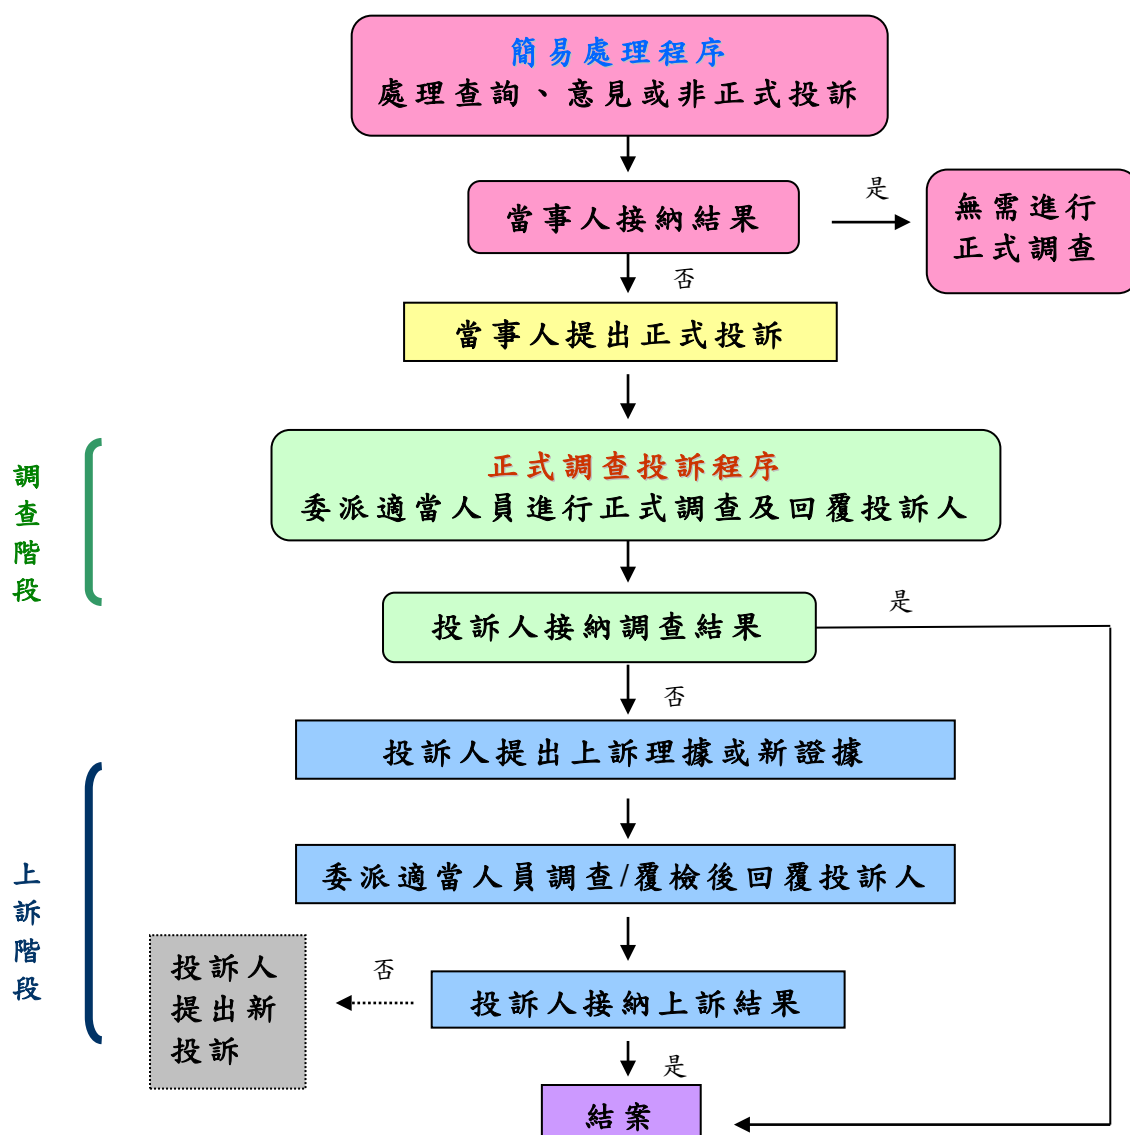 簡易處理程序
處理查詢、意見或非正式投訴
當事人接納結果
是
無需進行
正式調查
否
當事人提出正式投訴
調
查
階
段
正式調查投訴程序
委派適當人員進行正式調查及回覆投訴人
投訴人接納調查結果
是
否
投訴人提出上訴理據或新證據
上
訴
階
段
委派適當人員調查/覆檢後回覆投訴人
投訴人接納上訴結果
否
投訴人
提出新
投訴
是
結案